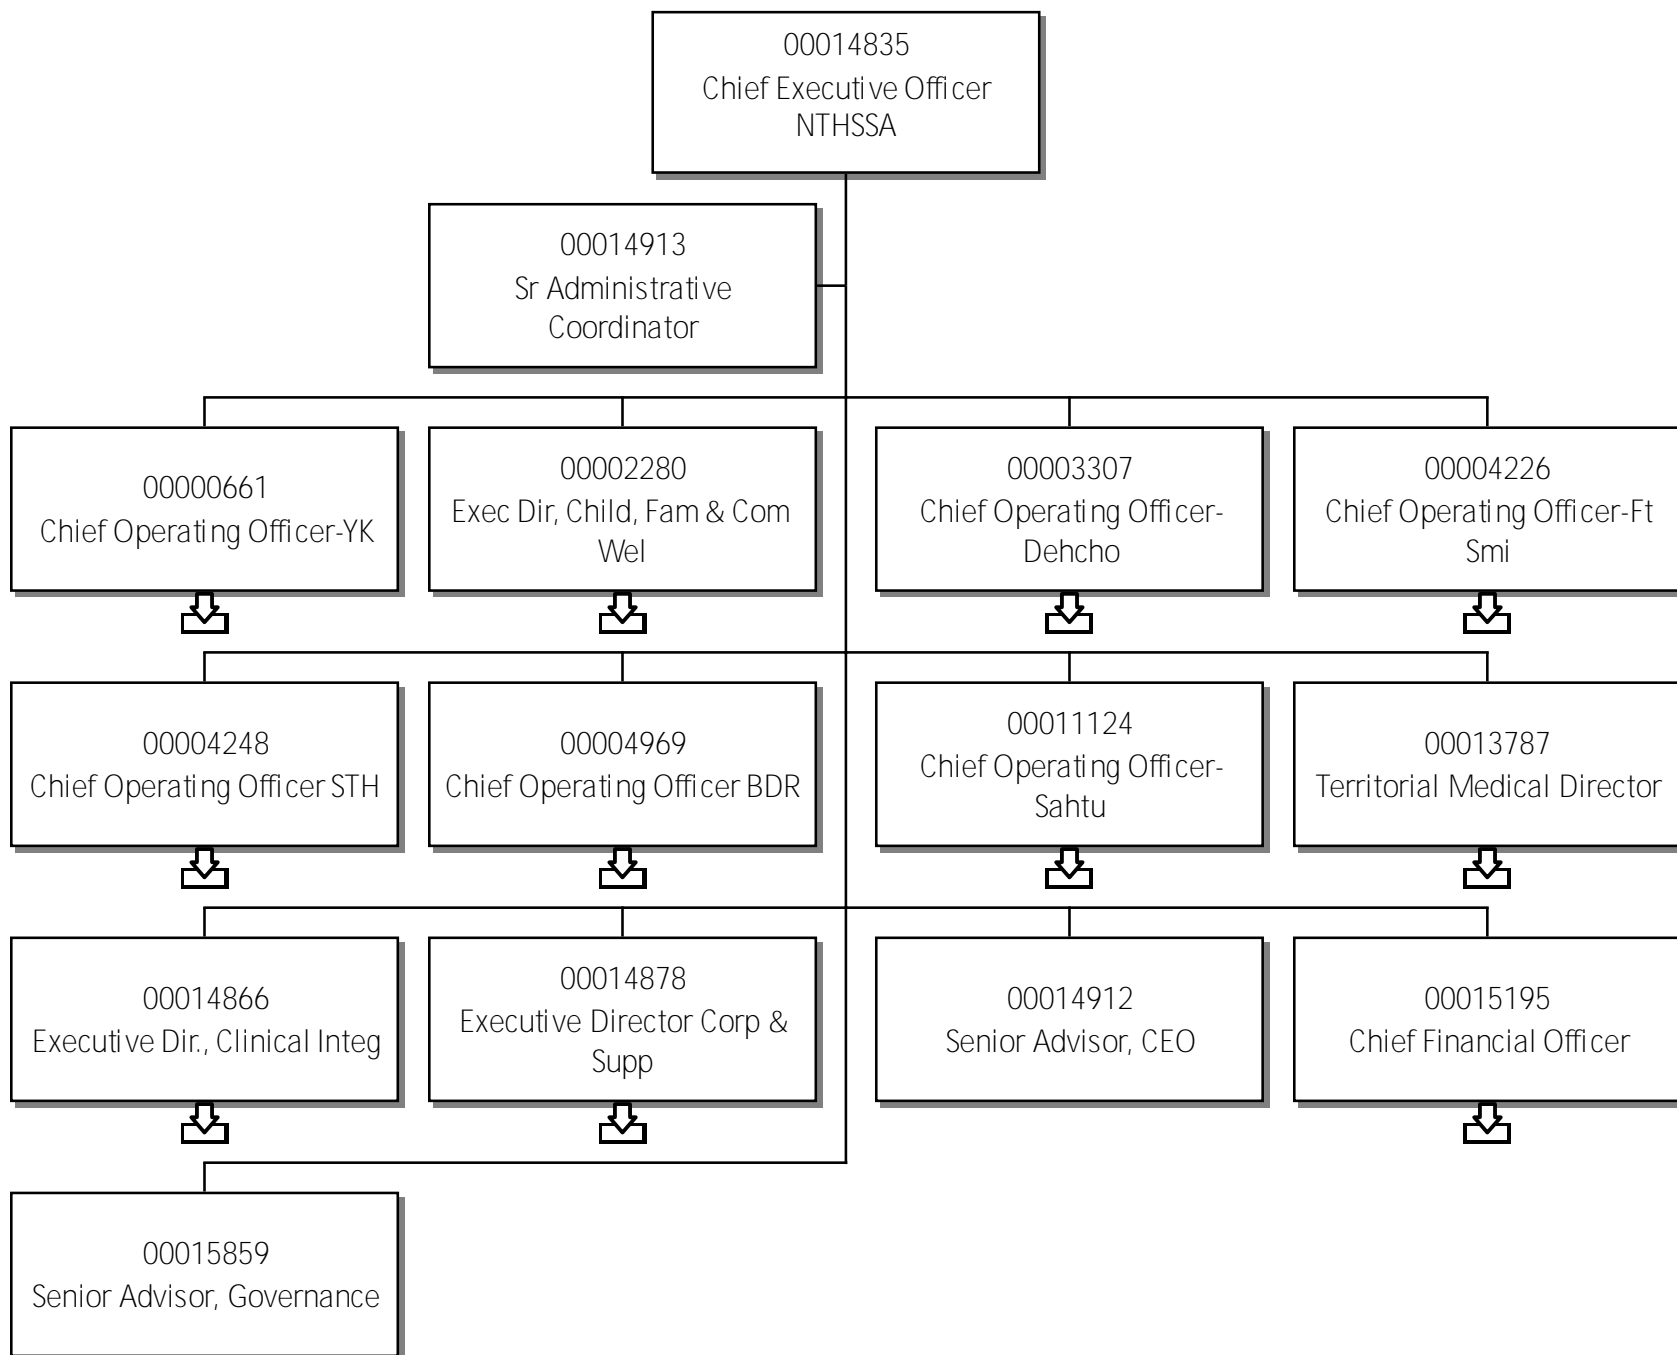 00014835
Chief Executive Officer
NTHSSA
00014913
Sr Administrative
Coordinator
00000661
Chief Operating Officer-YK
00002280
Exec Dir, Child, Fam & Com
Wel
00003307
Chief Operating Officer-
Dehcho
00004226
Chief Operating Officer-Ft
Smi
00004248
Chief Operating Officer STH
00004969
Chief Operating Officer BDR
00011124
Chief Operating Officer-
Sahtu
00013787
Territorial Medical Director
00014866
Executive Dir., Clinical Integ
00014878
Executive Director Corp &
Supp
00014912
Senior Advisor, CEO
00015195
Chief Financial Officer
00015859
Senior Advisor, Governance